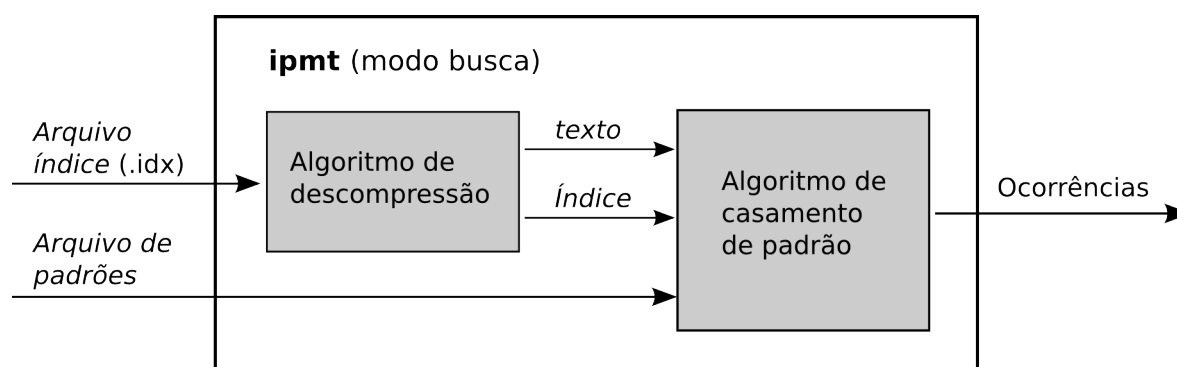 ipmt (modo busca)
Arquivo
índice (.idx)
Algoritmo de
descompressão
texto
Índice
Algoritmo de
casamento
de padrão
Ocorrências
Arquivo de
padrões